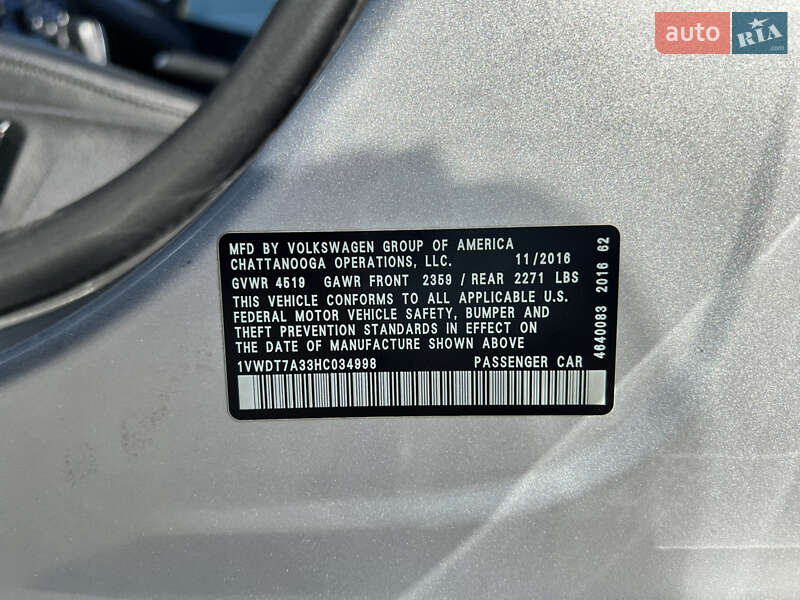 auto RIA .com
MFD BY VOLKSWAGEN GROUP OF AMERICA
CHATTANOOGA OPERATIONS, LLC. 11/2016
GVWR 4519 GAWR FRONT 2359 / REAR 2271 LBS
THIS VEHICLE CONFORMS TO ALL APPLICABLE U.S.
FEDERAL MOTOR VEHICLE SAFETY, BUMPER AND
THEFT PREVENTION STANDARDS IN EFFECT ON
THE DATE OF MANUFACTURE SHOWN ABOVE
1VWDT7A33HC034998 PASSENGER CAR
4640083 2016 62